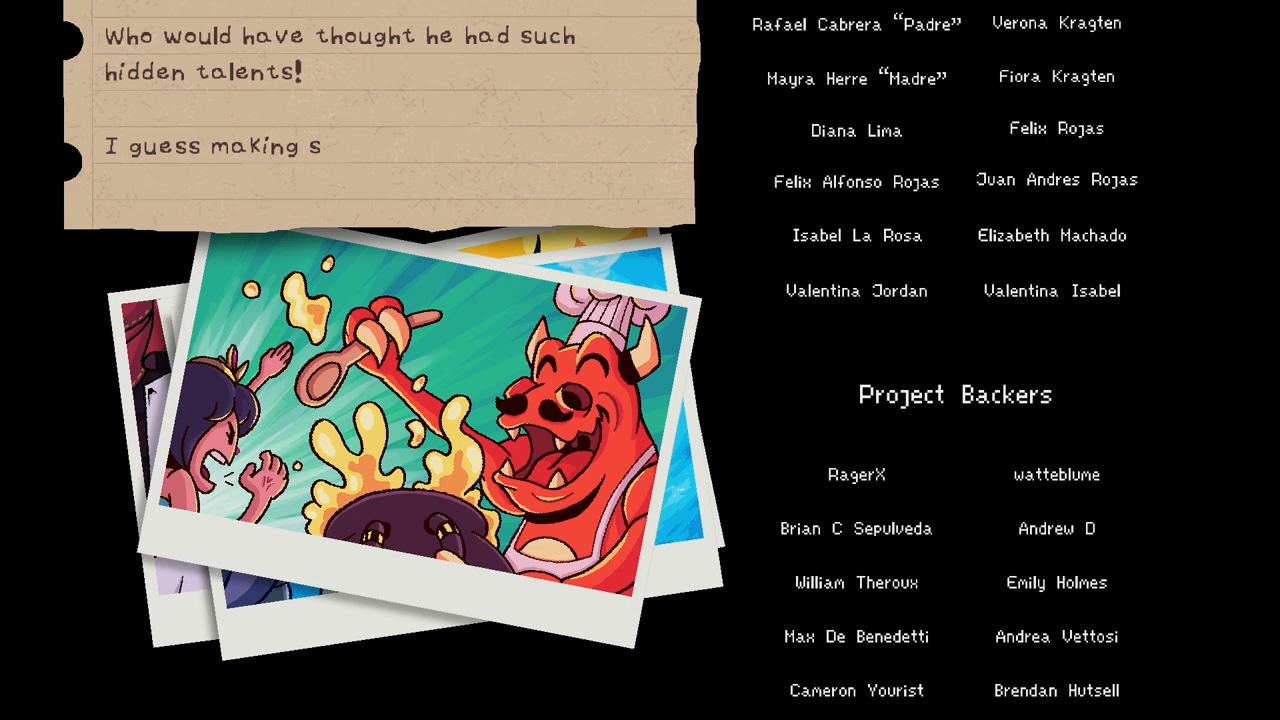 Who would have thought he had such
hidden talents!
I guess making s
Rafael Cabrera “Padre” Verona Kragten
Mayra Herre “Madre” Fiora Kragten
Diana Lima Felix Rojas
Felix Alfonso Rojas Juan Andres Rojas
Isabel La Rosa Elizabeth Machado
Valentina Jordan Valentina Isabel
Project Backers
RagerX watteblume
Brian C Sepulveda Andrew D
William Theroux Emily Holmes
Max De Benedetti Andrea Vettosi
Cameron Yourist Brendan Hutsell